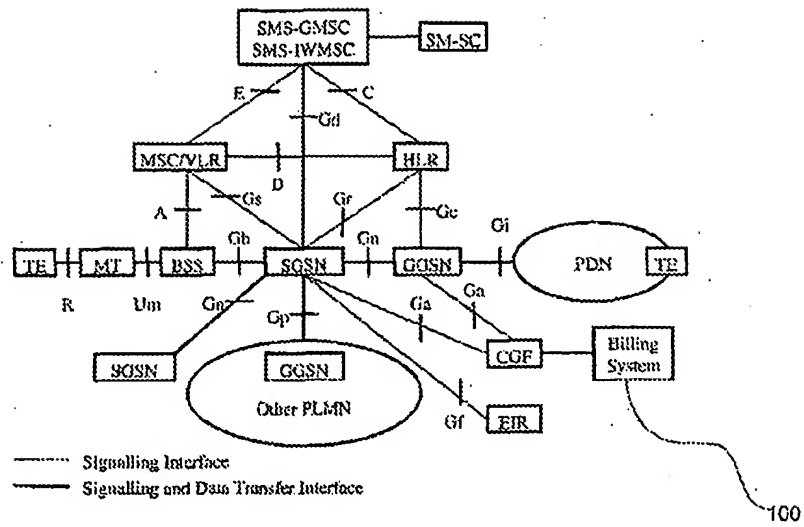 SMS-GMSC
SMS-IWMSC
SM-SC
E
C
Gd
MSC/VLR
HLR
D
A
Gs
Gr
Gc
Gb
Gn
Gi
TE
MT
BSS
SGSN
GGSN
PDN
TE
R
Um
Gn
Gp
Ga
Ga
CGF
Billing
System
SGSN
GGSN
Other PLMN
Gf
EIR
Signalling Interface
Signalling and Data Transfer Interface
100